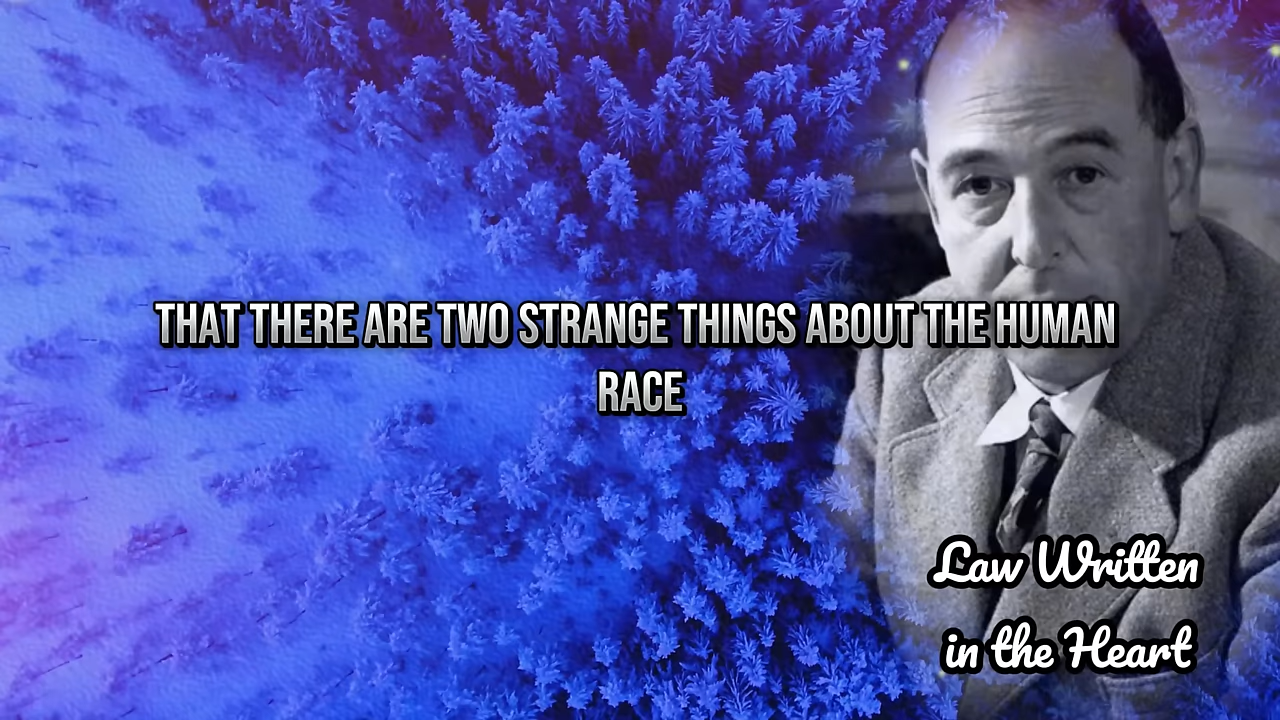 THAT THERE ARE TWO STRANGE THINGS ABOUT THE HUMAN
RACE
Law Written
in the Heart